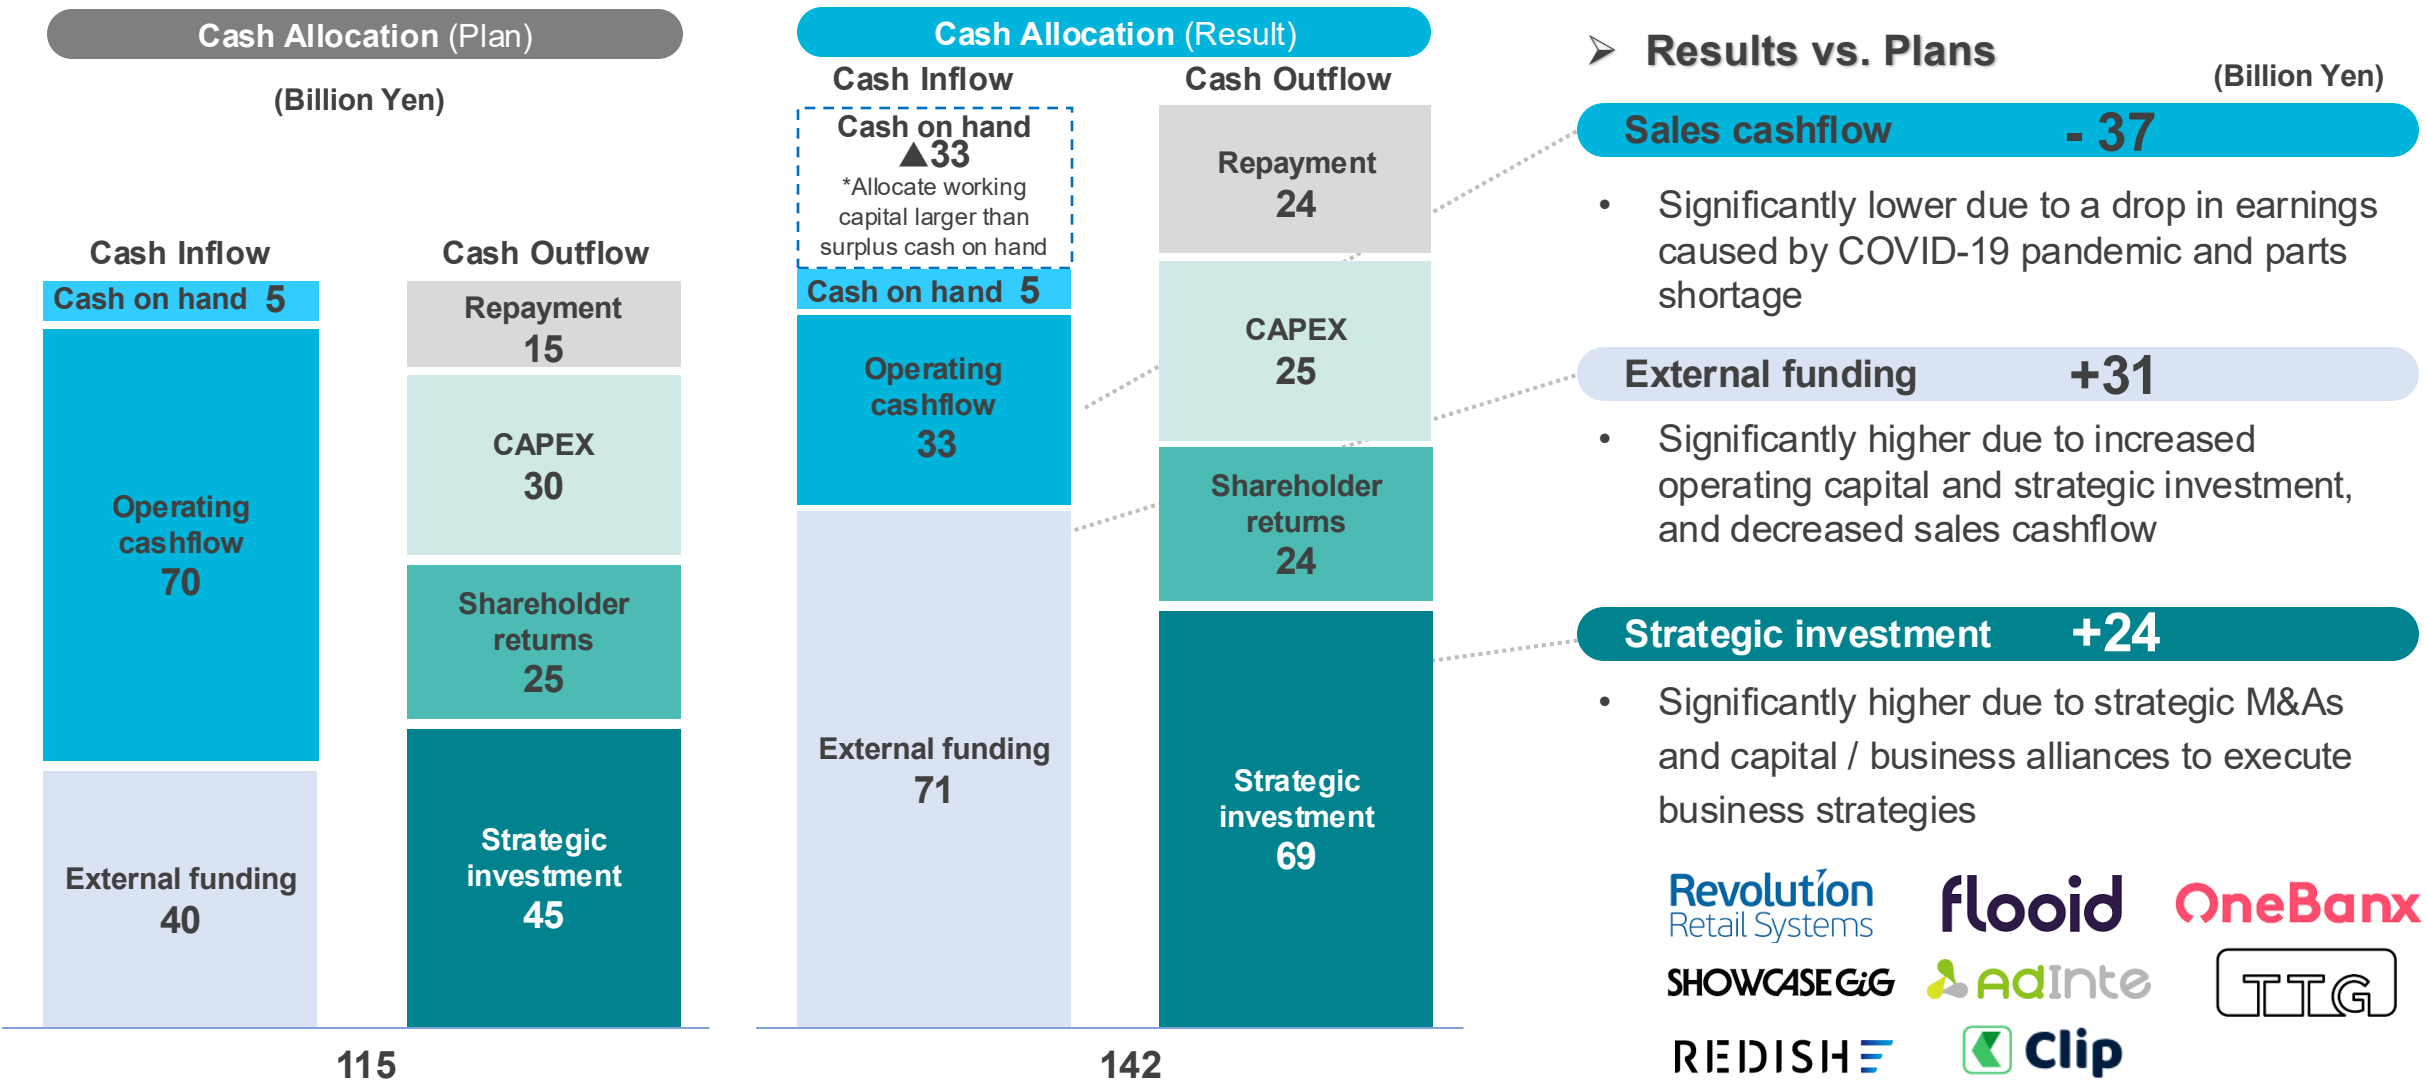 Cash Allocation (Plan)
(Billion Yen)
Cash Inflow
Cash on hand 5
Operating
cashflow
70
External funding
40
Cash Outflow
Repayment
15
CAPEX
30
Shareholder
returns
25
Strategic
investment
45
115
Cash Allocation (Result)
Cash Inflow
Cash on hand
▲33
*Allocate working
capital larger than
surplus cash on hand
Cash on hand 5
Operating
cashflow
33
External funding
71
Cash Outflow
Repayment
24
CAPEX
25
Shareholder
returns
24
Strategic
investment
69
142
➢ Results vs. Plans
(Billion Yen)
Sales cashflow - 37
• Significantly lower due to a drop in earnings
caused by COVID-19 pandemic and parts
shortage
External funding +31
• Significantly higher due to increased
operating capital and strategic investment,
and decreased sales cashflow
Strategic investment +24
• Significantly higher due to strategic M&As
and capital / business alliances to execute
business strategies
Revolution
Retail Systems
flooid
OneBanx
SHOWCASE GiG
AdInte
TTG
REDISH
Clip